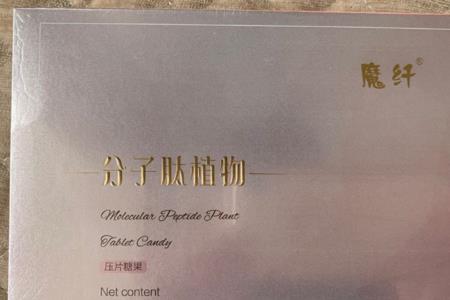 魔纤®
分子肽植物
Molecular Peptide Plant
Tablet Candy
压片糖果
Net content